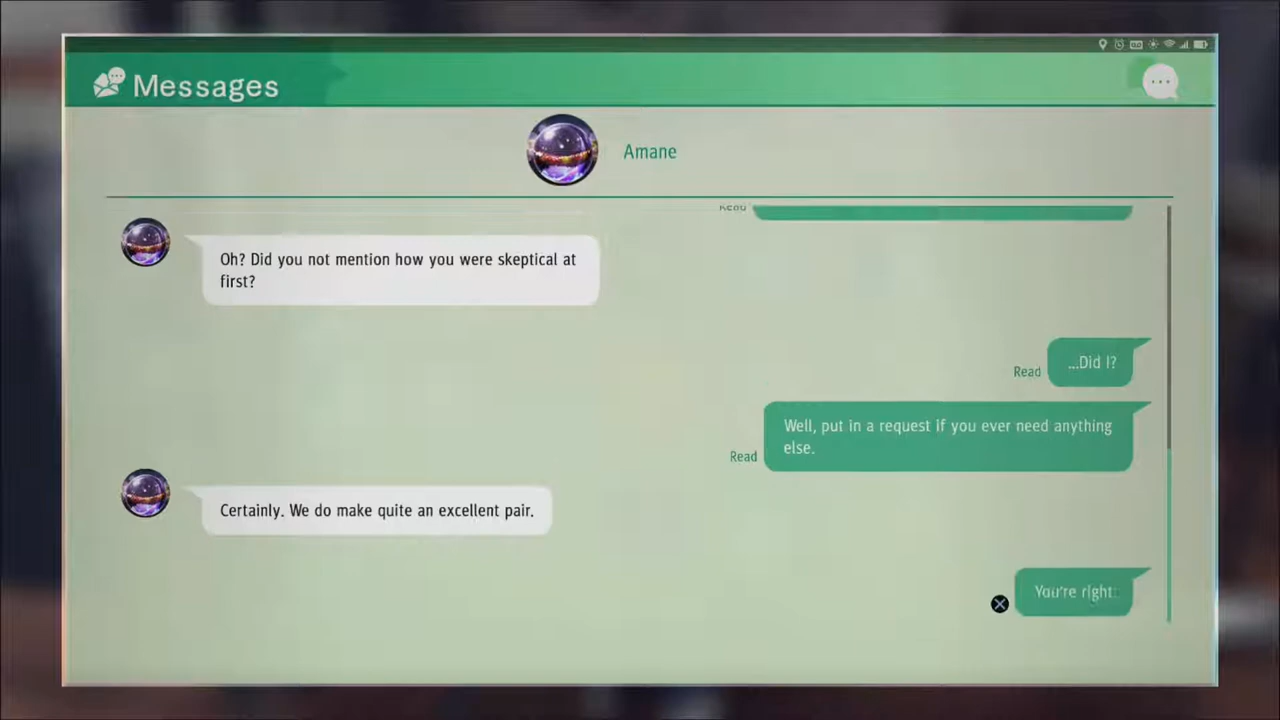 Messages
Amane
Read
Oh? Did you not mention how you were skeptical at
first?
...Did I?
Read
Well, put in a request if you ever need anything
else.
Read
Certainly. We do make quite an excellent pair.
You're right.